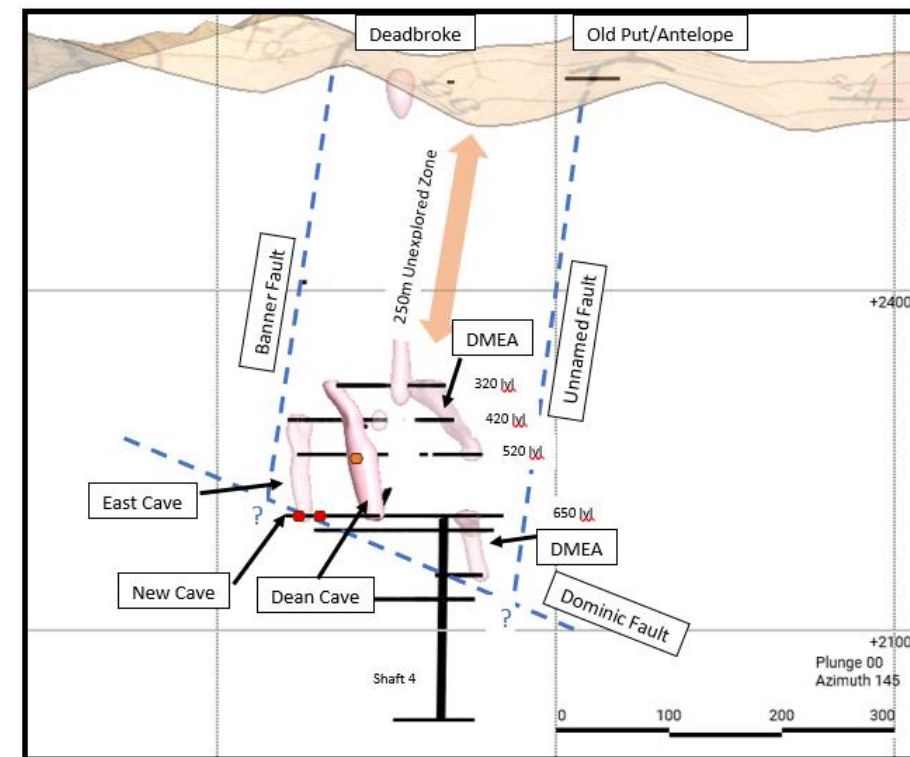 Deadbroke
Old Put/Antelope
250m Unexplored Zone
Banner Fault
Unnamed Fault
+2400
DMEA
320 lvl
420 lvl
520 lvl
East Cave
?
650 lvl
DMEA
New Cave
Dean Cave
Dominic Fault
?
+2100
Shaft 4
Plunge 00
Azimuth 145
0 100 200 300